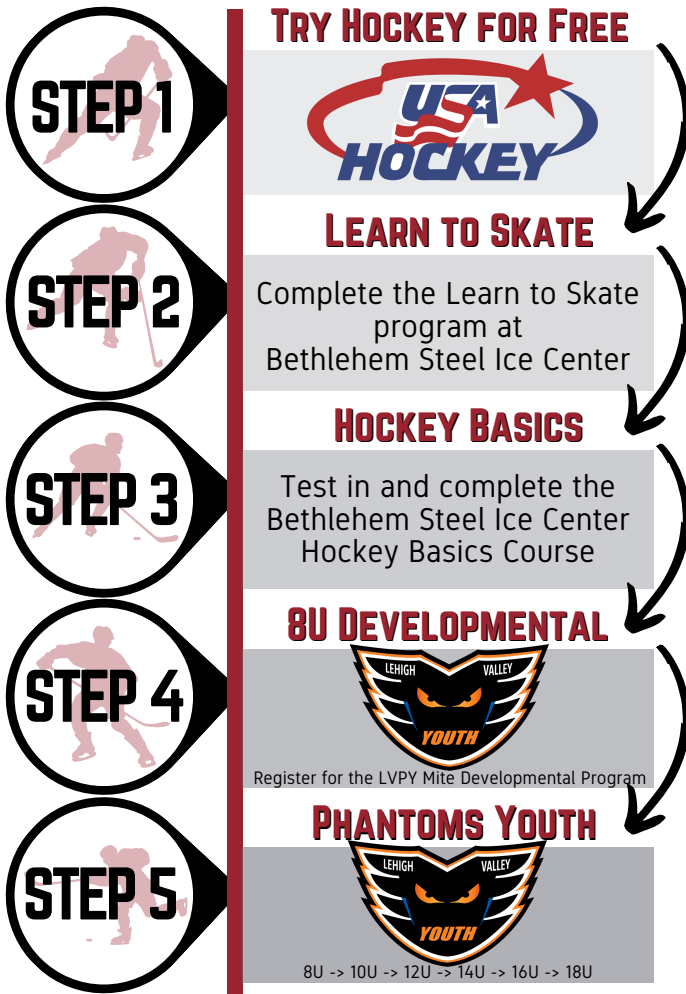 STEP 1
TRY HOCKEY FOR FREE
USA
HOCKEY
STEP 2
LEARN TO SKATE
Complete the Learn to Skate
program at
Bethlehem Steel Ice Center
STEP 3
HOCKEY BASICS
Test in and complete the
Bethlehem Steel Ice Center
Hockey Basics Course
STEP 4
8U DEVELOPMENTAL
LEHIGH VALLEY
YOUTH
Register for the LVPY Mite Developmental Program
STEP 5
PHANTOMS YOUTH
LEHIGH VALLEY
YOUTH
8U -> 10U -> 12U -> 14U -> 16U -> 18U